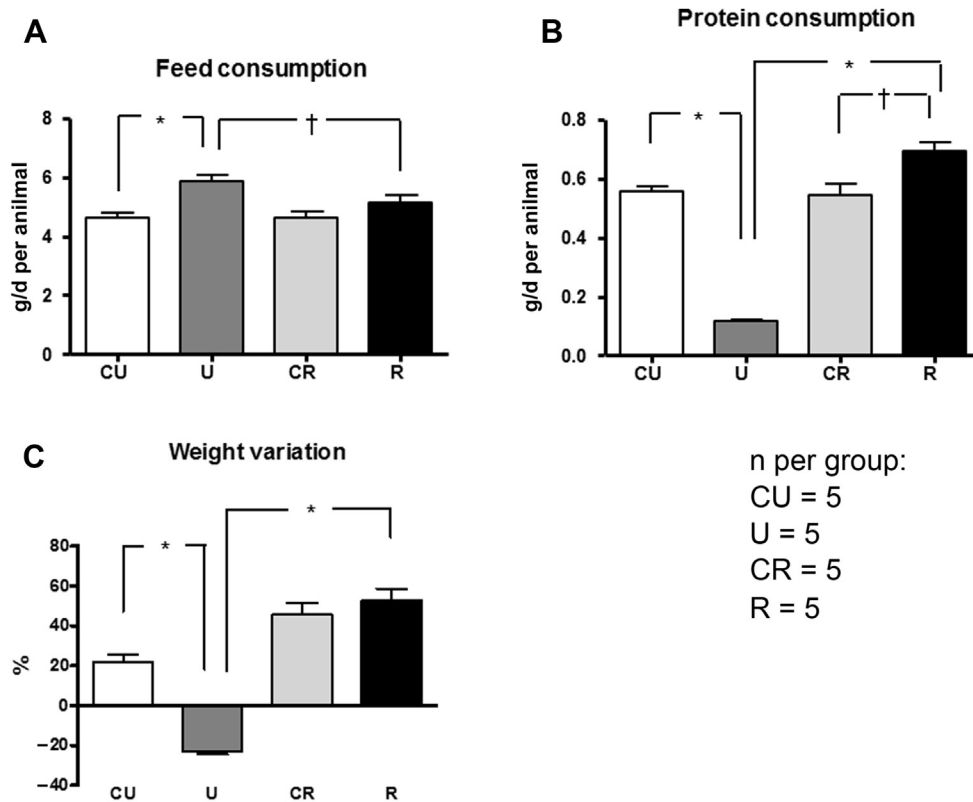 A
Feed consumption
g/d per anilmal
8
6
4
2
0
* †
CU U CR R
B
Protein consumption
g/d per anilmal
0.8
0.6
0.4
0.2
0.0
*
* †
CU U CR R
C
Weight variation
%
80
60
40
20
0
−20
−40
*
*
CU U CR R
n per group:
CU = 5
U = 5
CR = 5
R = 5